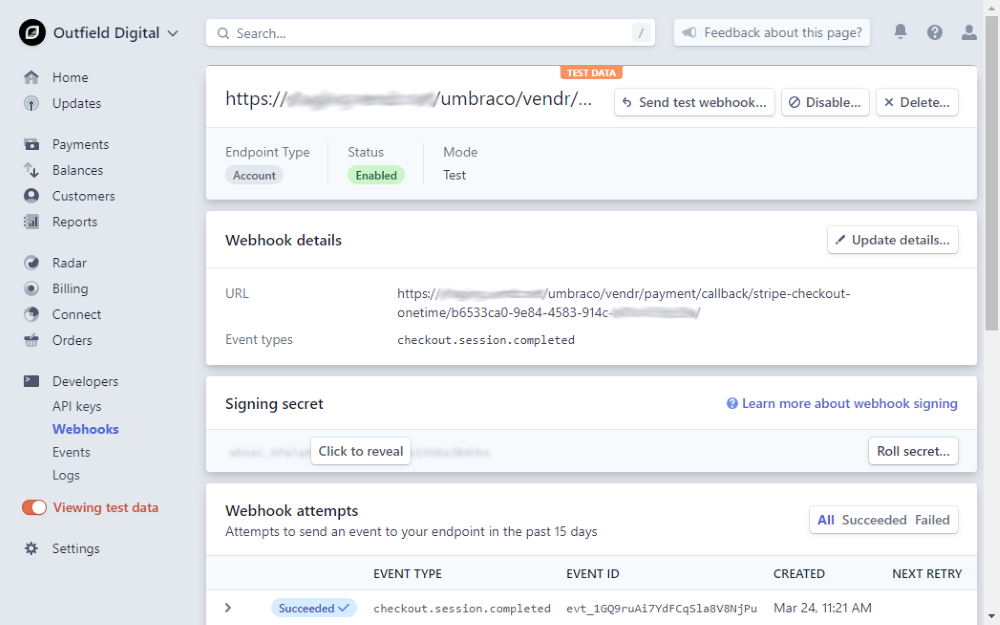 Outfield Digital
Search... /
Feedback about this page?
Home
Updates
Payments
Balances
Customers
Reports
Radar
Billing
Connect
Orders
Developers
API keys
Webhooks
Events
Logs
Viewing test data
Settings
TEST DATA
https:// /umbraco/vendr/...
Send test webhook...
Disable...
Delete...
Endpoint Type
Account
Status
Enabled
Mode
Test
Webhook details
Update details...
URL
https:// /umbraco/vendr/payment/callback/stripe-checkout-
onetime/b6533ca0-9e84-4583-914c- /
Event types
checkout.session.completed
Signing secret
Learn more about webhook signing
Click to reveal
Roll secret...
Webhook attempts
Attempts to send an event to your endpoint in the past 15 days
All Succeeded Failed
EVENT TYPE EVENT ID CREATED NEXT RETRY
Succeeded checkout.session.completed evt_1GQ9ruAi7YdFCqSla8V8NjPu Mar 24, 11:21 AM